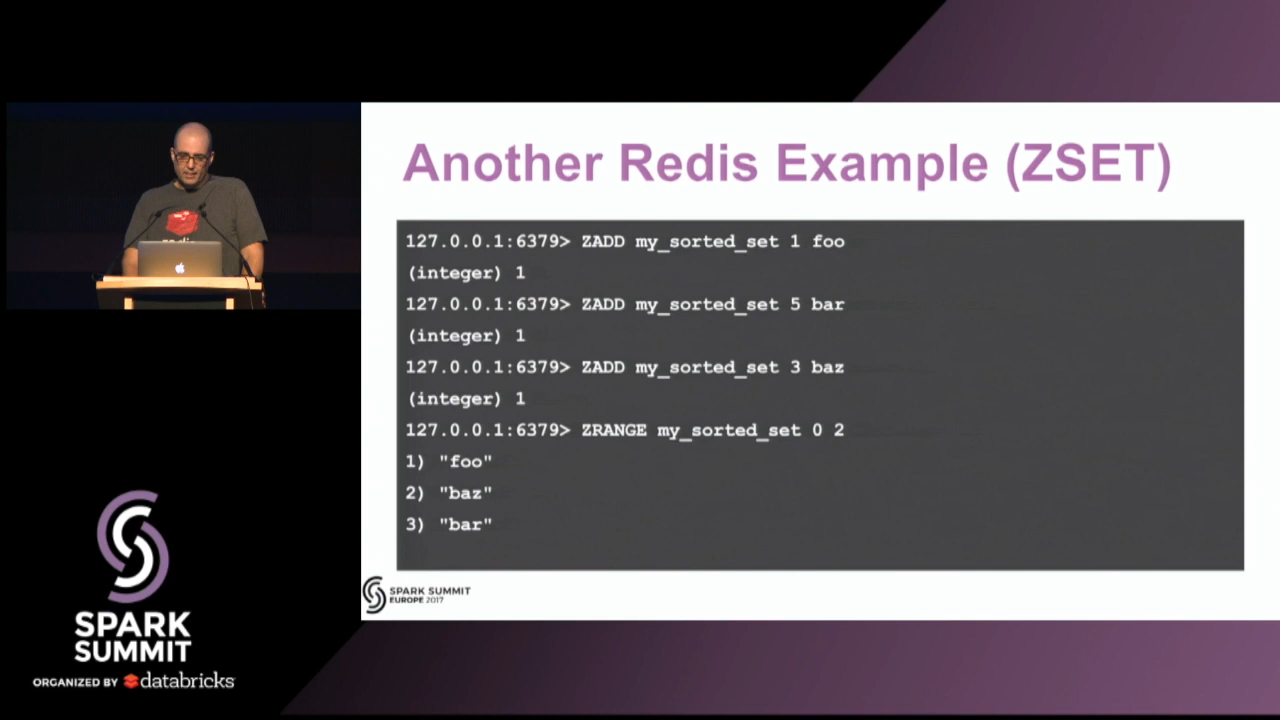 Another Redis Example (ZSET)
127.0.0.1:6379> ZADD my_sorted_set 1 foo
(integer) 1
127.0.0.1:6379> ZADD my_sorted_set 5 bar
(integer) 1
127.0.0.1:6379> ZADD my_sorted_set 3 baz
(integer) 1
127.0.0.1:6379> ZRANGE my_sorted_set 0 2
1) "foo"
2) "baz"
3) "bar"
SPARK SUMMIT
EUROPE 2017
redis
SPARK
SUMMIT
ORGANIZED BY databricks